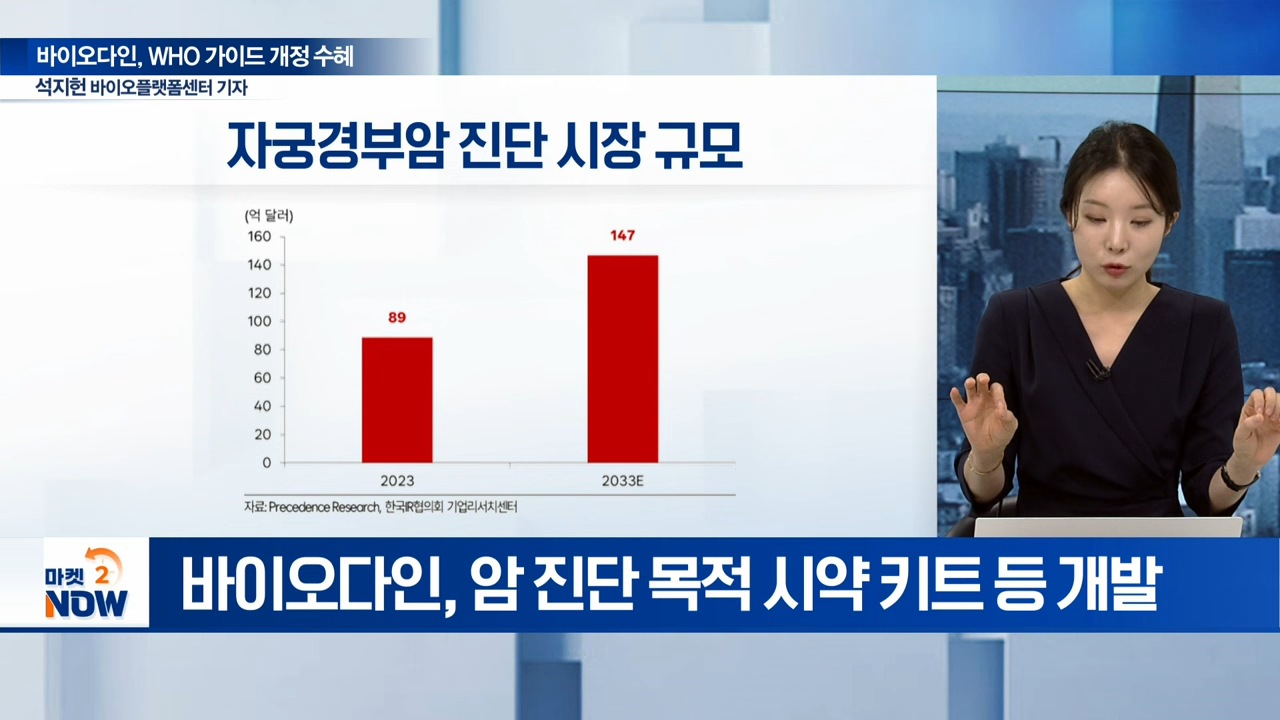 바이오다인, WHO 가이드 개정 수혜
석지헌 바이오플랫폼센터 기자
자궁경부암 진단 시장 규모
(억 달러)
160
140
120
100
80
60
40
20
0
89
147
2023
2033E
자료: Precedence Research, 한국IR협의회 기업리서치센터
마켓 2
NOW
바이오다인, 암 진단 목적 시약 키트 등 개발